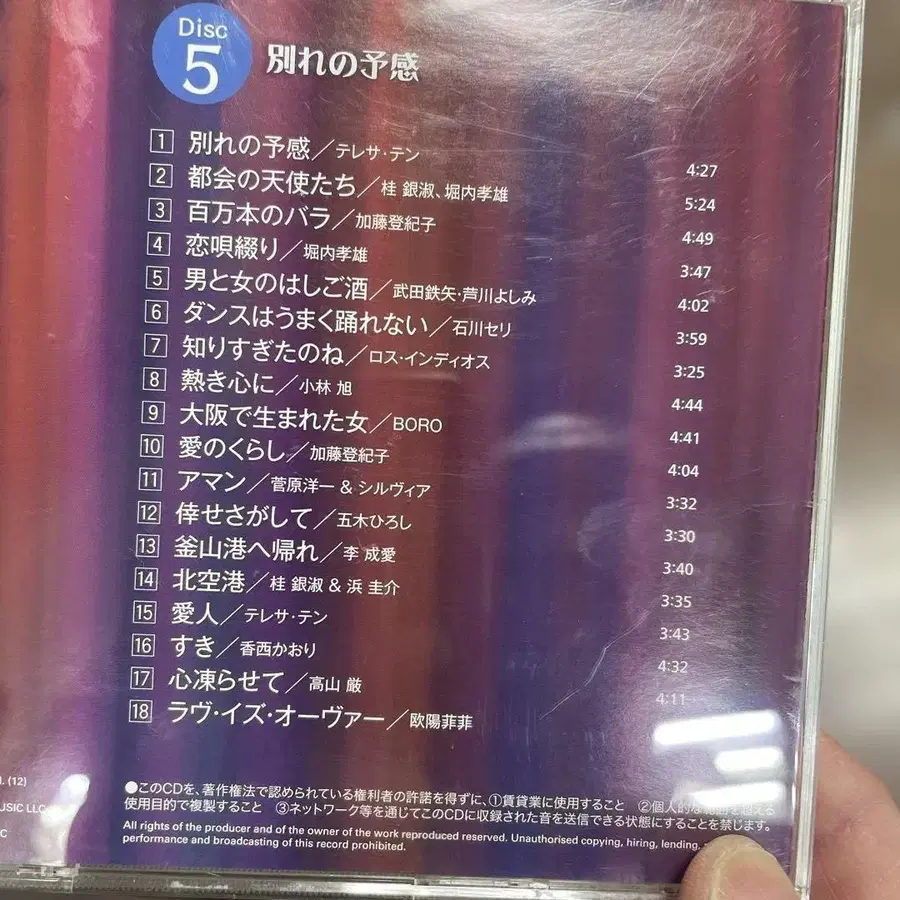 Disc
5
別れの予感
1 別れの予感／テレサ・テン 4:27
2 都会の天使たち／桂 銀淑、堀内孝雄 5:24
3 百万本のバラ／加藤登紀子 4:49
4 恋唄綴り／堀内孝雄 3:47
5 男と女のはしご酒／武田鉄矢・芦川よしみ 4:02
6 ダンスはうまく踊れない／石川セリ 3:59
7 知りすぎたのね／ロス・インディオス 3:25
8 熱き心に／小林 旭 4:44
9 大阪で生まれた女／BORO 4:41
10 愛のくらし／加藤登紀子 4:04
11 アマン／菅原洋一 & シルヴィア 3:32
12 倖せさがして／五木ひろし 3:30
13 釜山港へ帰れ／李 成愛 3:40
14 北空港／桂 銀淑 & 浜 圭介 3:35
15 愛人／テレサ・テン 3:43
16 すき／香西かおり 4:32
17 心凍らせて／高山 厳 4:11
18 ラヴ・イズ・オーヴァー／欧陽菲菲
(12)
USIC LLC
C
●このCDを、著作権法で認められている権利者の許諾を得ずに、①賃貸業に使用すること ②個人的な範囲を超える
使用目的で複製すること ③ネットワーク等を通じてこのCDに収録された音を送信できる状態にすることを禁じます。
All rights of the producer and of the owner of the work reproduced reserved. Unauthorised copying, hiring, lending,
performance and broadcasting of this record prohibited.